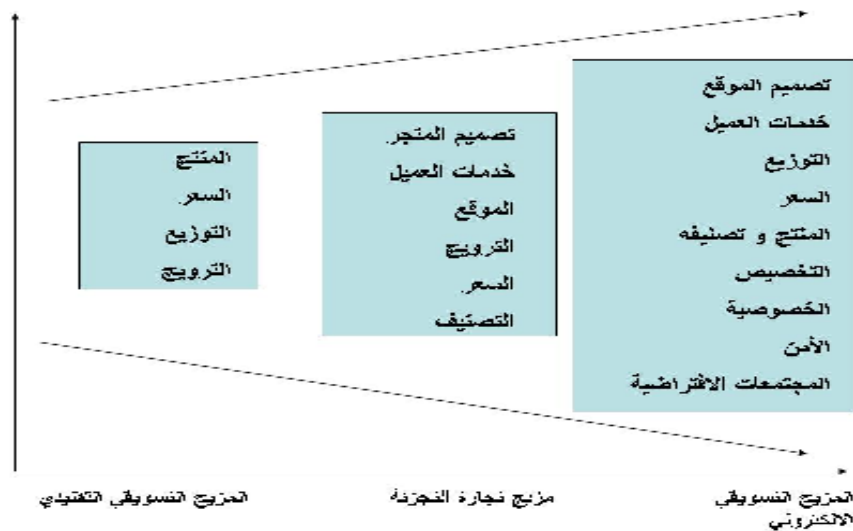 تصميم الموقع
خدمات العميل
التوزيع
السعر
المنتج و تصنيفه
التخصيص
الخصوصية
الأمن
المجتمعات الافتراضية
تصميم المتجر.
خدمات العميل
الموقع
الترويج
السعر.
التصنيف
المنتج
السعر.
التوزيع
الترويج
المزيج التسويقي
الالكتروني
مزيج تجارة التجزئة
المزيج التسويقي التقليدي